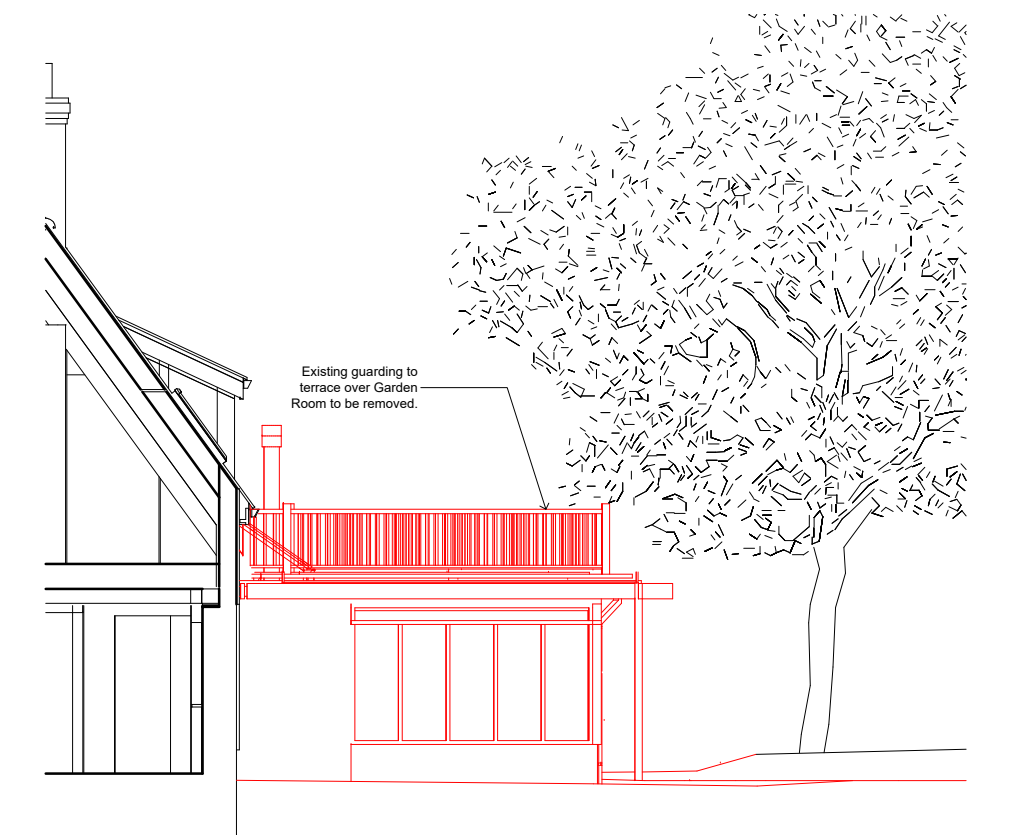 Existing guarding to
terrace over Garden
Room to be removed.